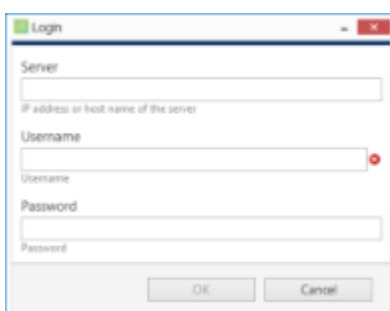 Login
Server
IP address or host name of the server
Username
Username
Password
Password
OK
Cancel